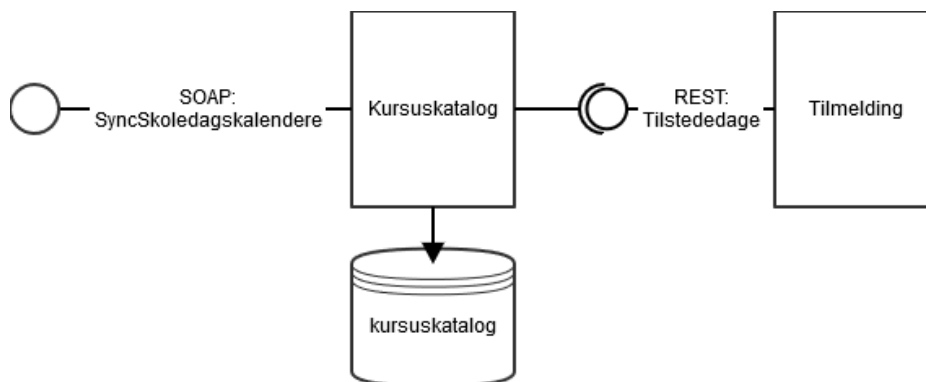 SOAP:
SyncSkoledagskalendere
Kursuskatalog
REST:
Tilstededage
Tilmelding
kursuskatalog